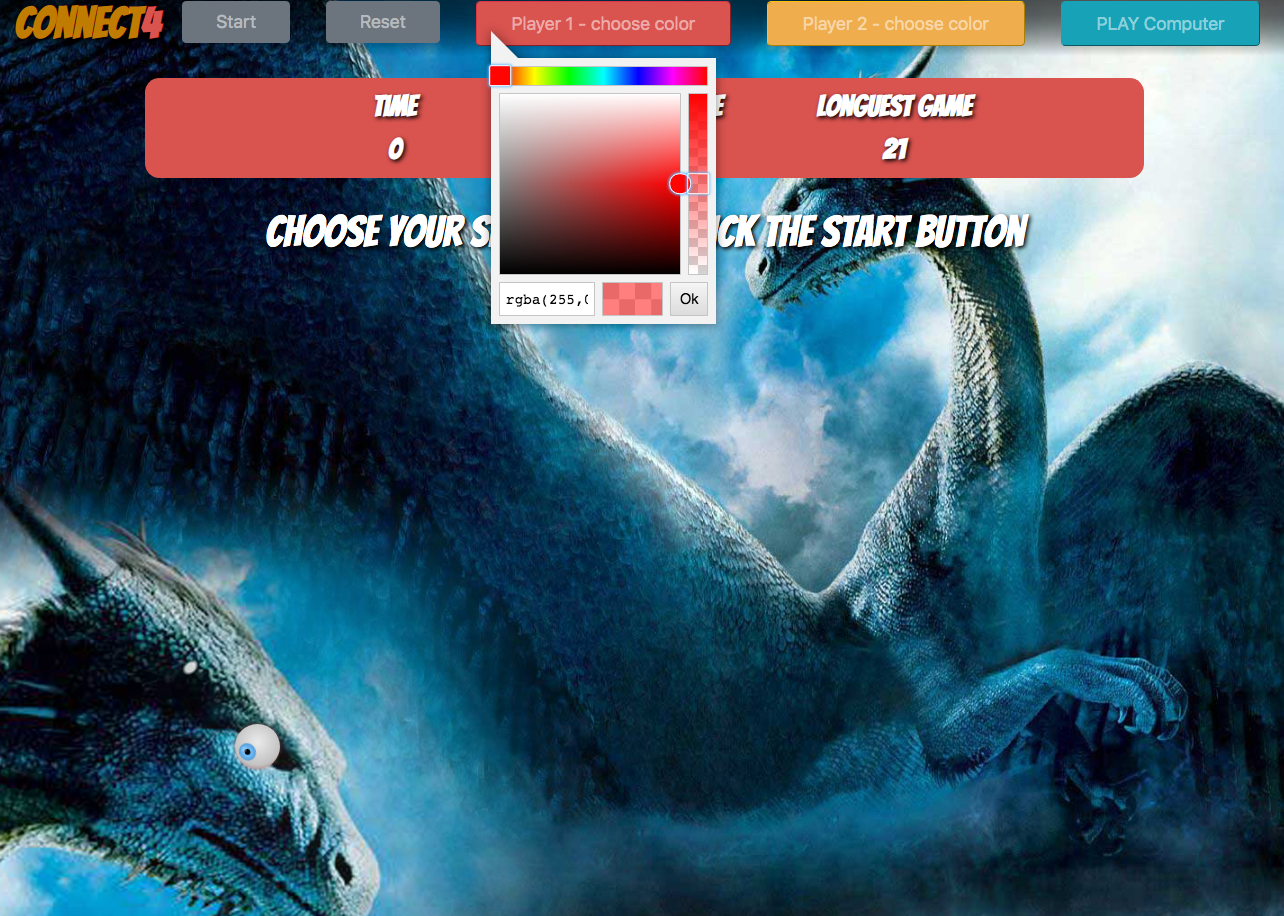 CONNECT4
Start
Reset
Player 1 - choose color
Player 2 - choose color
PLAY Computer
TIME
LONGUEST GAME
0
21
CHOOSE YOUR
THE START BUTTON
rgba(255,
Ok